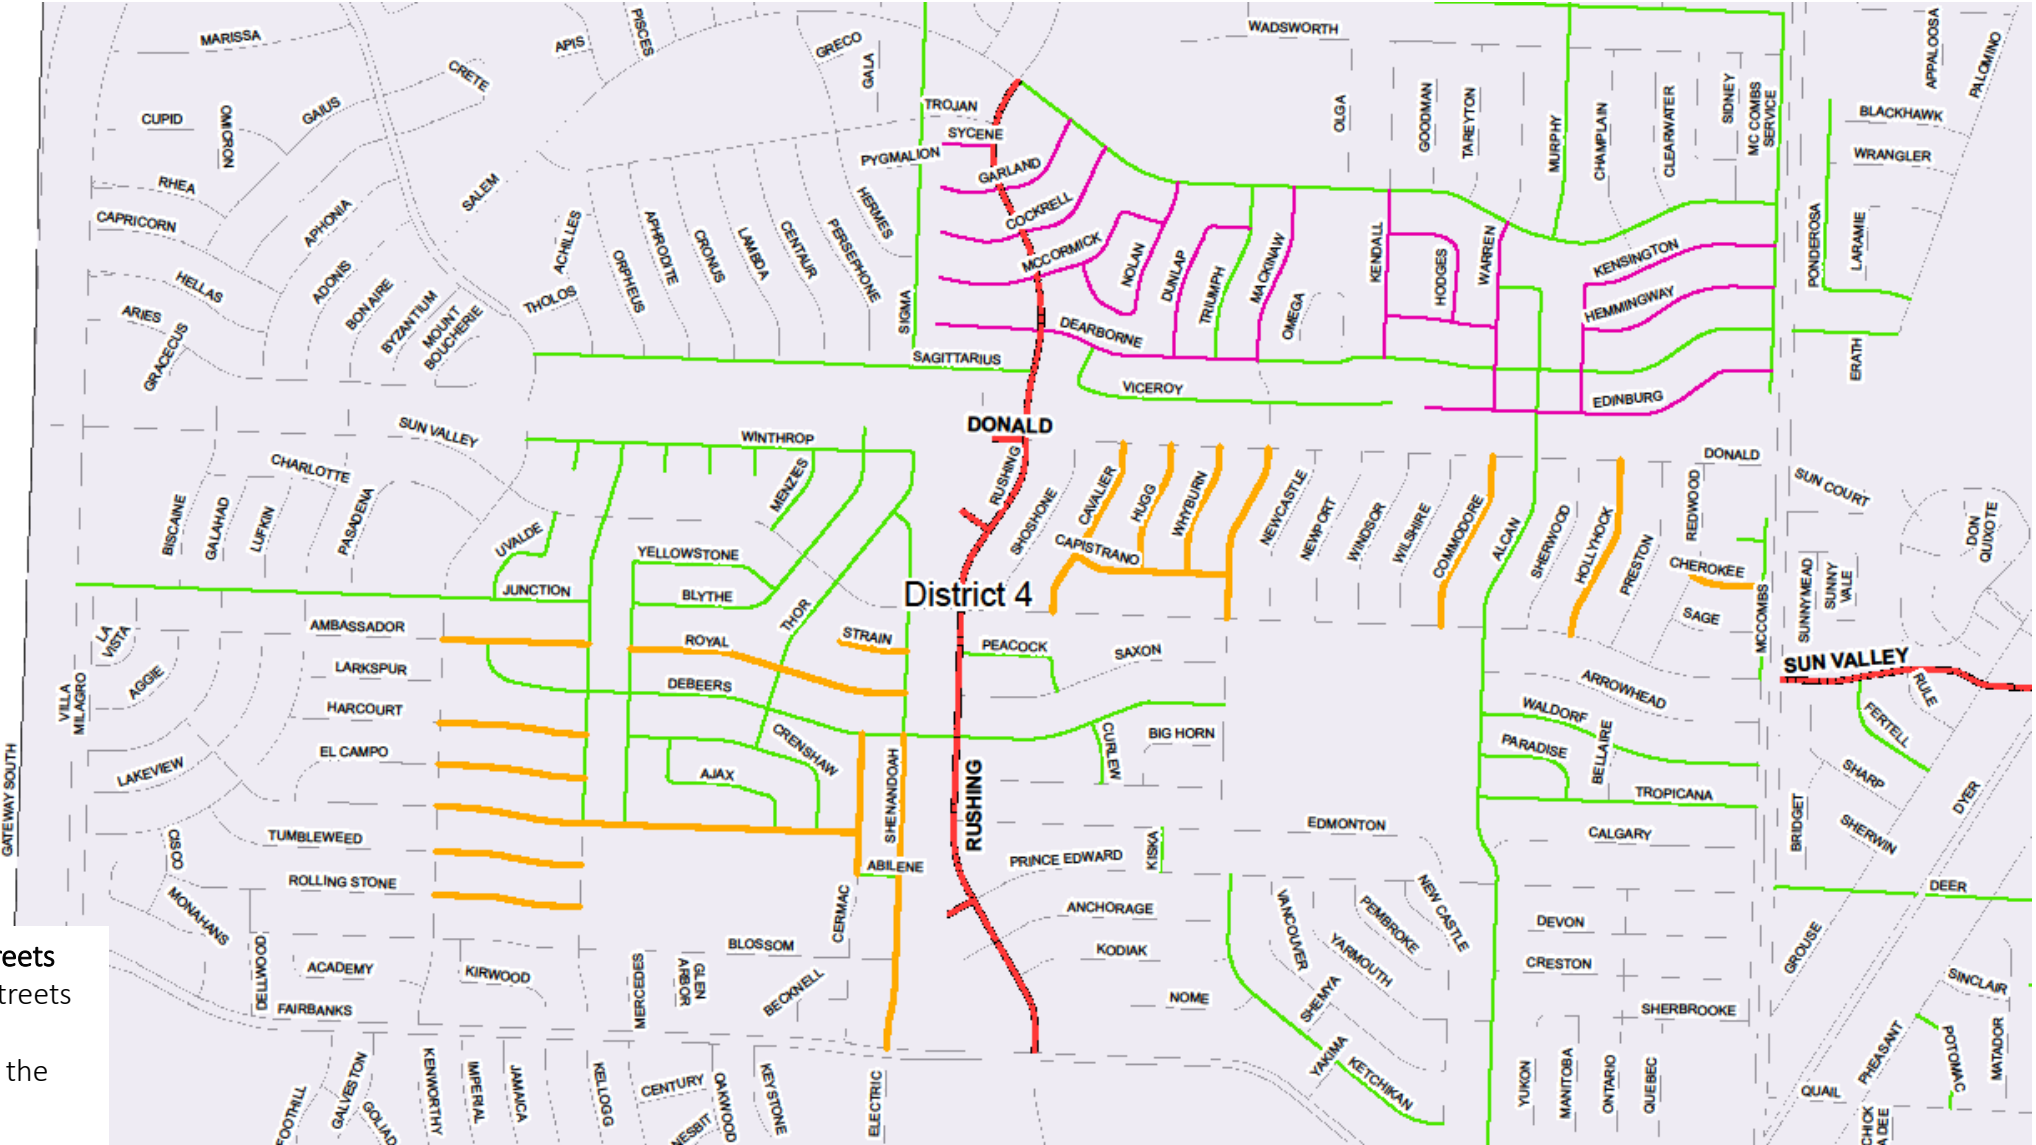 MARISSA
APIS
PISCES
GRECO
GALA
WADSWORTH
APPALOOSA
PALOMINO
CRETE
CUPID
OMICRON
GAIUS
TROJAN
SYCENE
PYGMALION
GARLAND
OLGA
GOODMAN
TAREYTON
MURPHY
CHAMPLAIN
CLEARWATER
SIDNEY
MC COMBS
SERVICE
BLACKHAWK
WRANGLER
RHEA
CAPRICORN
APHONIA
SALEM
ACHILLES
ORPHEUS
APHRODITE
CRONUS
LAMBDA
CENTAUR
PERSEPHONE
HERMES
COCKRELL
MCCORMICK
NOLAN
DUNLAP
TRIUMPH
MACKINAW
KENDALL
HODGES
WARREN
KENSINGTON
HEMMINGWAY
PONDEROSA
LARAMIE
HELLAS
ADONIS
BONAIRE
BYZANTIUM
MOUNT
BOUCHERIE
THOLOS
SIGMA
OMEGA
ARIES
GRACECUS
DEARBORNE
SAGITTARIUS
VICEROY
EDINBURG
ERATH
SUN VALLEY
WINTHROP
DONALD
DONALD
CHARLOTTE
BISCAINE
GALAHAD
LUFKIN
PASADENA
UVALDE
MENZIES
RUSHING
SHOSHONE
CAVALIER
HUGG
WHYBURN
CAPISTRANO
NEWCASTLE
NEWPORT
WINDSOR
WILSHIRE
COMMODORE
ALCAN
SHERWOOD
HOLLYHOCK
PRESTON
REDWOOD
CHEROKEE
SAGE
SUN COURT
DON
QUIXOTE
YELLOWSTONE
JUNCTION
BLYTHE
District 4
THOR
MCCOMBS
SUNNYMEAD
SUNNY
VALE
LA
VISTA
AMBASSADOR
ROYAL
STRAIN
PEACOCK
SAXON
SUN VALLEY
RULE
LARKSPUR
AGGIE
VILLA
MILAGRO
DEBEERS
HARCOURT
ARROWHEAD
WALDORF
FERTELL
EL CAMPO
CRENSHAW
CURLEW
BIG HORN
PARADISE
BELLAIRE
LAKEVIEW
AJAX
SHENANDOAH
RUSHING
TROPICANA
SHARP
DYER
GATEWAY SOUTH
TUMBLEWEED
CISCO
EDMONTON
CALGARY
BRIDGET
SHERWIN
ABILENE
PRINCE EDWARD
KISKA
ROLLING STONE
DEER
MONAHANS
CERMAC
ANCHORAGE
VANCOUVER
PEMBROKE
NEW CASTLE
DEVON
GROUSE
reets
BLOSSOM
KODIAK
YARMOUTH
CRESTON
treets
DELLWOOD
ACADEMY
KIRWOOD
MERCEDES
GLEN
ARBOR
BECKNELL
NOME
SHEMYA
SHERBROOKE
SINCLAIR
FAIRBANKS
the
FOOTHILL
GALVESTON
GOLIAD
KENWORTHY
IMPERIAL
JAMAICA
KELLOGG
CENTURY
NESBIT
OAKWOOD
KEYSTONE
ELECTRIC
YAKIMA
KETCHIKAN
YUKON
MANITOBA
ONTARIO
QUEBEC
QUAIL
PHEASANT
POTOMAC
MATADOR
CHICK
A DEE